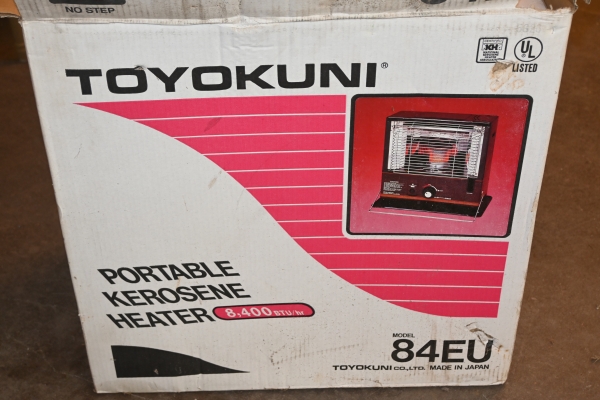 NO STEP
TOYOKUNI®
KHA
UL
LISTED
PORTABLE
KEROSENE
HEATER 8,400 BTU/hr
MODEL
84EU
TOYOKUNI CO., LTD. MADE IN JAPAN